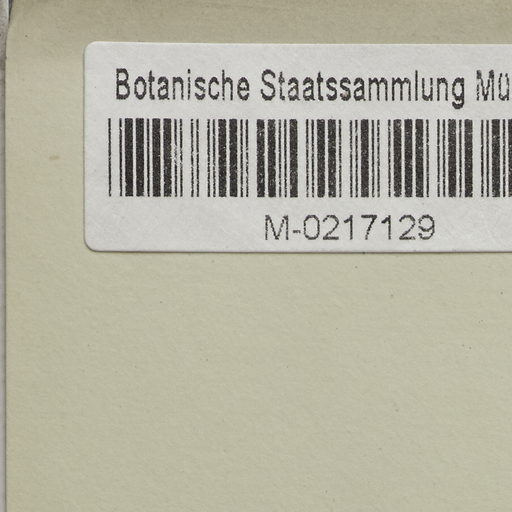 Botanische Staatssammlung Mü
M-0217129